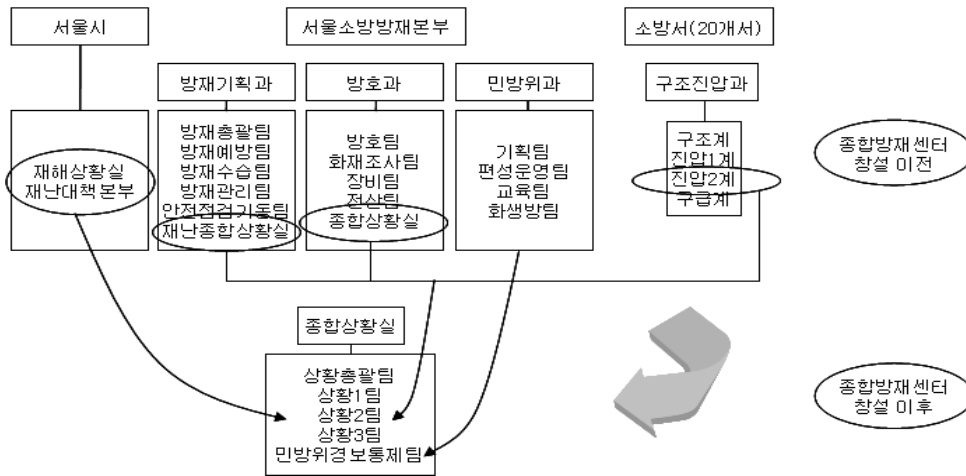 서울시
서울소방방재본부
소방서(20개서)
방재기획과
방호과
민방위과
구조진압과
재해상황실
재난대책본부
방재총괄팀
방재예방팀
방재수습팀
방재관리팀
안전점검기동팀
재난종합상황실
방호팀
화재조사팀
장비팀
전산팀
종합상황실
기획팀
편성운영팀
교육팀
화생방팀
구조계
진압1계
진압2계
구급계
종합방재센터
창설 이전
종합상황실
상황총괄팀
상황1팀
상황2팀
상황3팀
민방위경보통제팀
종합방재센터
창설 이후